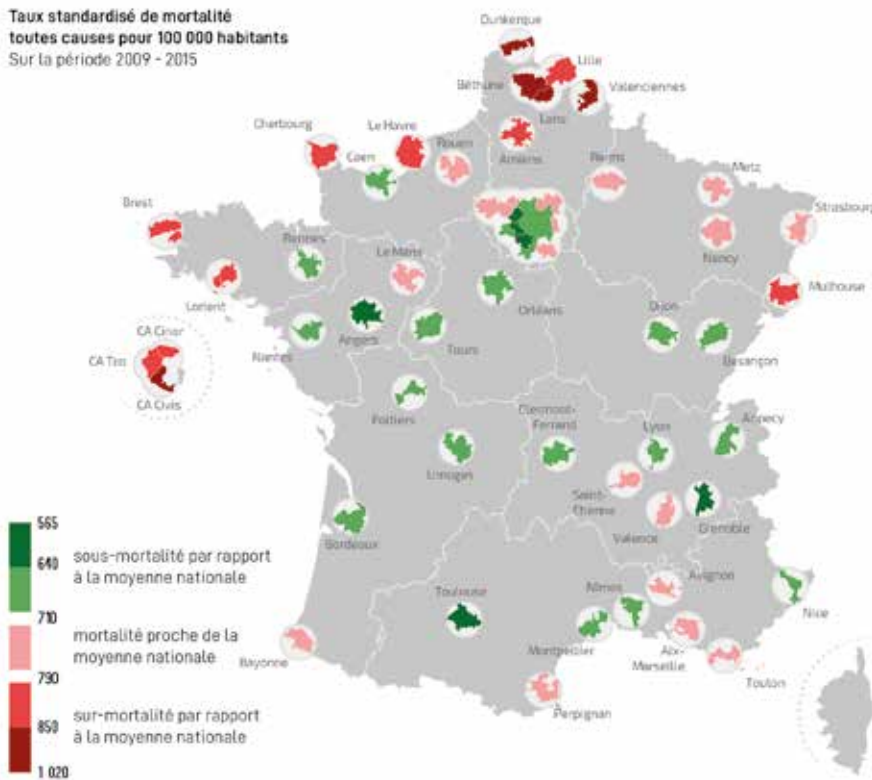 Taux standardisé de mortalité
toutes causes pour 100 000 habitants
Sur la période 2009 - 2015
Dunkerque
Lille
Béthune
Valenciennes
Lens
Cherbourg
Le Havre
Rouen
Amiens
Reims
Caen
Metz
Brest
Strasbourg
Rennes
Le Mans
Nancy
Lorient
Orléans
Mulhouse
CA Cinor
Angers
Dijon
CA Tco
Nantes
Tours
Besançon
CA Civis
Poitiers
Clermont-
Ferrand
Lyon
Annecy
Limoges
Saint-
Etienne
Grenoble
Valence
Bordeaux
565
640
sous-mortalité par rapport
à la moyenne nationale
710
Toulouse
Nîmes
Avignon
Nice
mortalité proche de la
moyenne nationale
Bayonne
Montpellier
Aix-
Marseille
Toulon
790
Perpignan
850
sur-mortalité par rapport
à la moyenne nationale
1 020